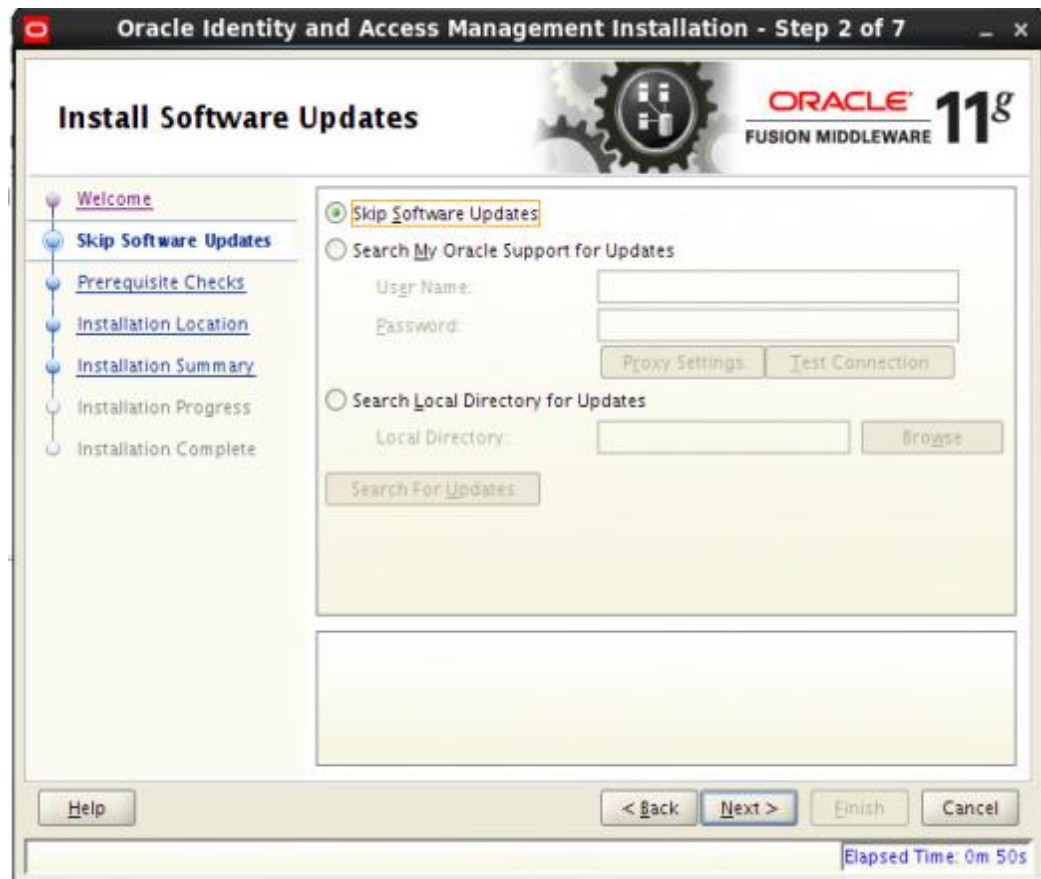 Oracle Identity and Access Management Installation - Step 2 of 7
Install Software Updates
ORACLE
FUSION MIDDLEWARE
11g
Welcome
Skip Software Updates
Prerequisite Checks
Installation Location
Installation Summary
Installation Progress
Installation Complete
Skip Software Updates
Search My Oracle Support for Updates
User Name:
Password:
Proxy Settings
Test Connection
Search Local Directory for Updates
Local Directory:
Browse
Search For Updates
Help
< Back
Next >
Finish
Cancel
Elapsed Time: 0m 50s